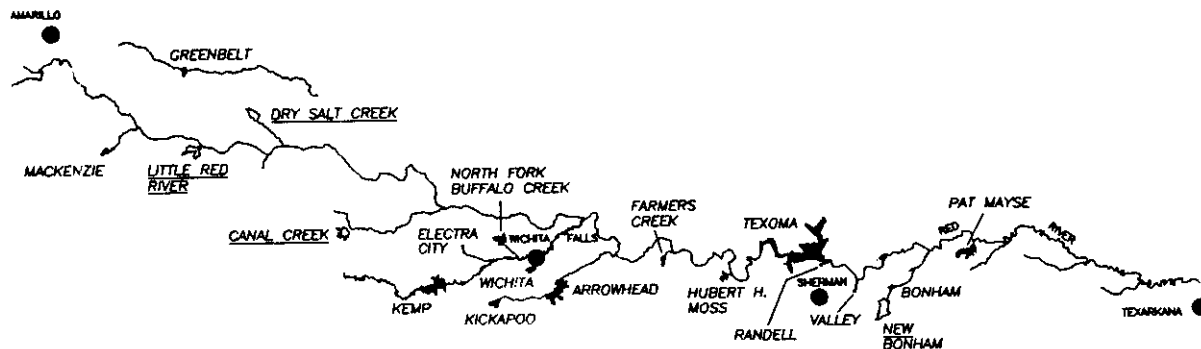 AMARILLO
GREENBELT
DRY SALT CREEK
MACKENZIE
LITTLE RED
RIVER
NORTH FORK
BUFFALO CREEK
CANAL CREEK
ELECTRA
CITY
WICHITA FALLS
WICHITA
KEMP
KICKAPOO
ARROWHEAD
FARMERS
CREEK
HUBERT H.
MOSS
TEXOMA
SHERMAN
RANDELL
VALLEY
RED RIVER
PAT MAYSE
BONHAM
NEW
BONHAM
TEXARKANA